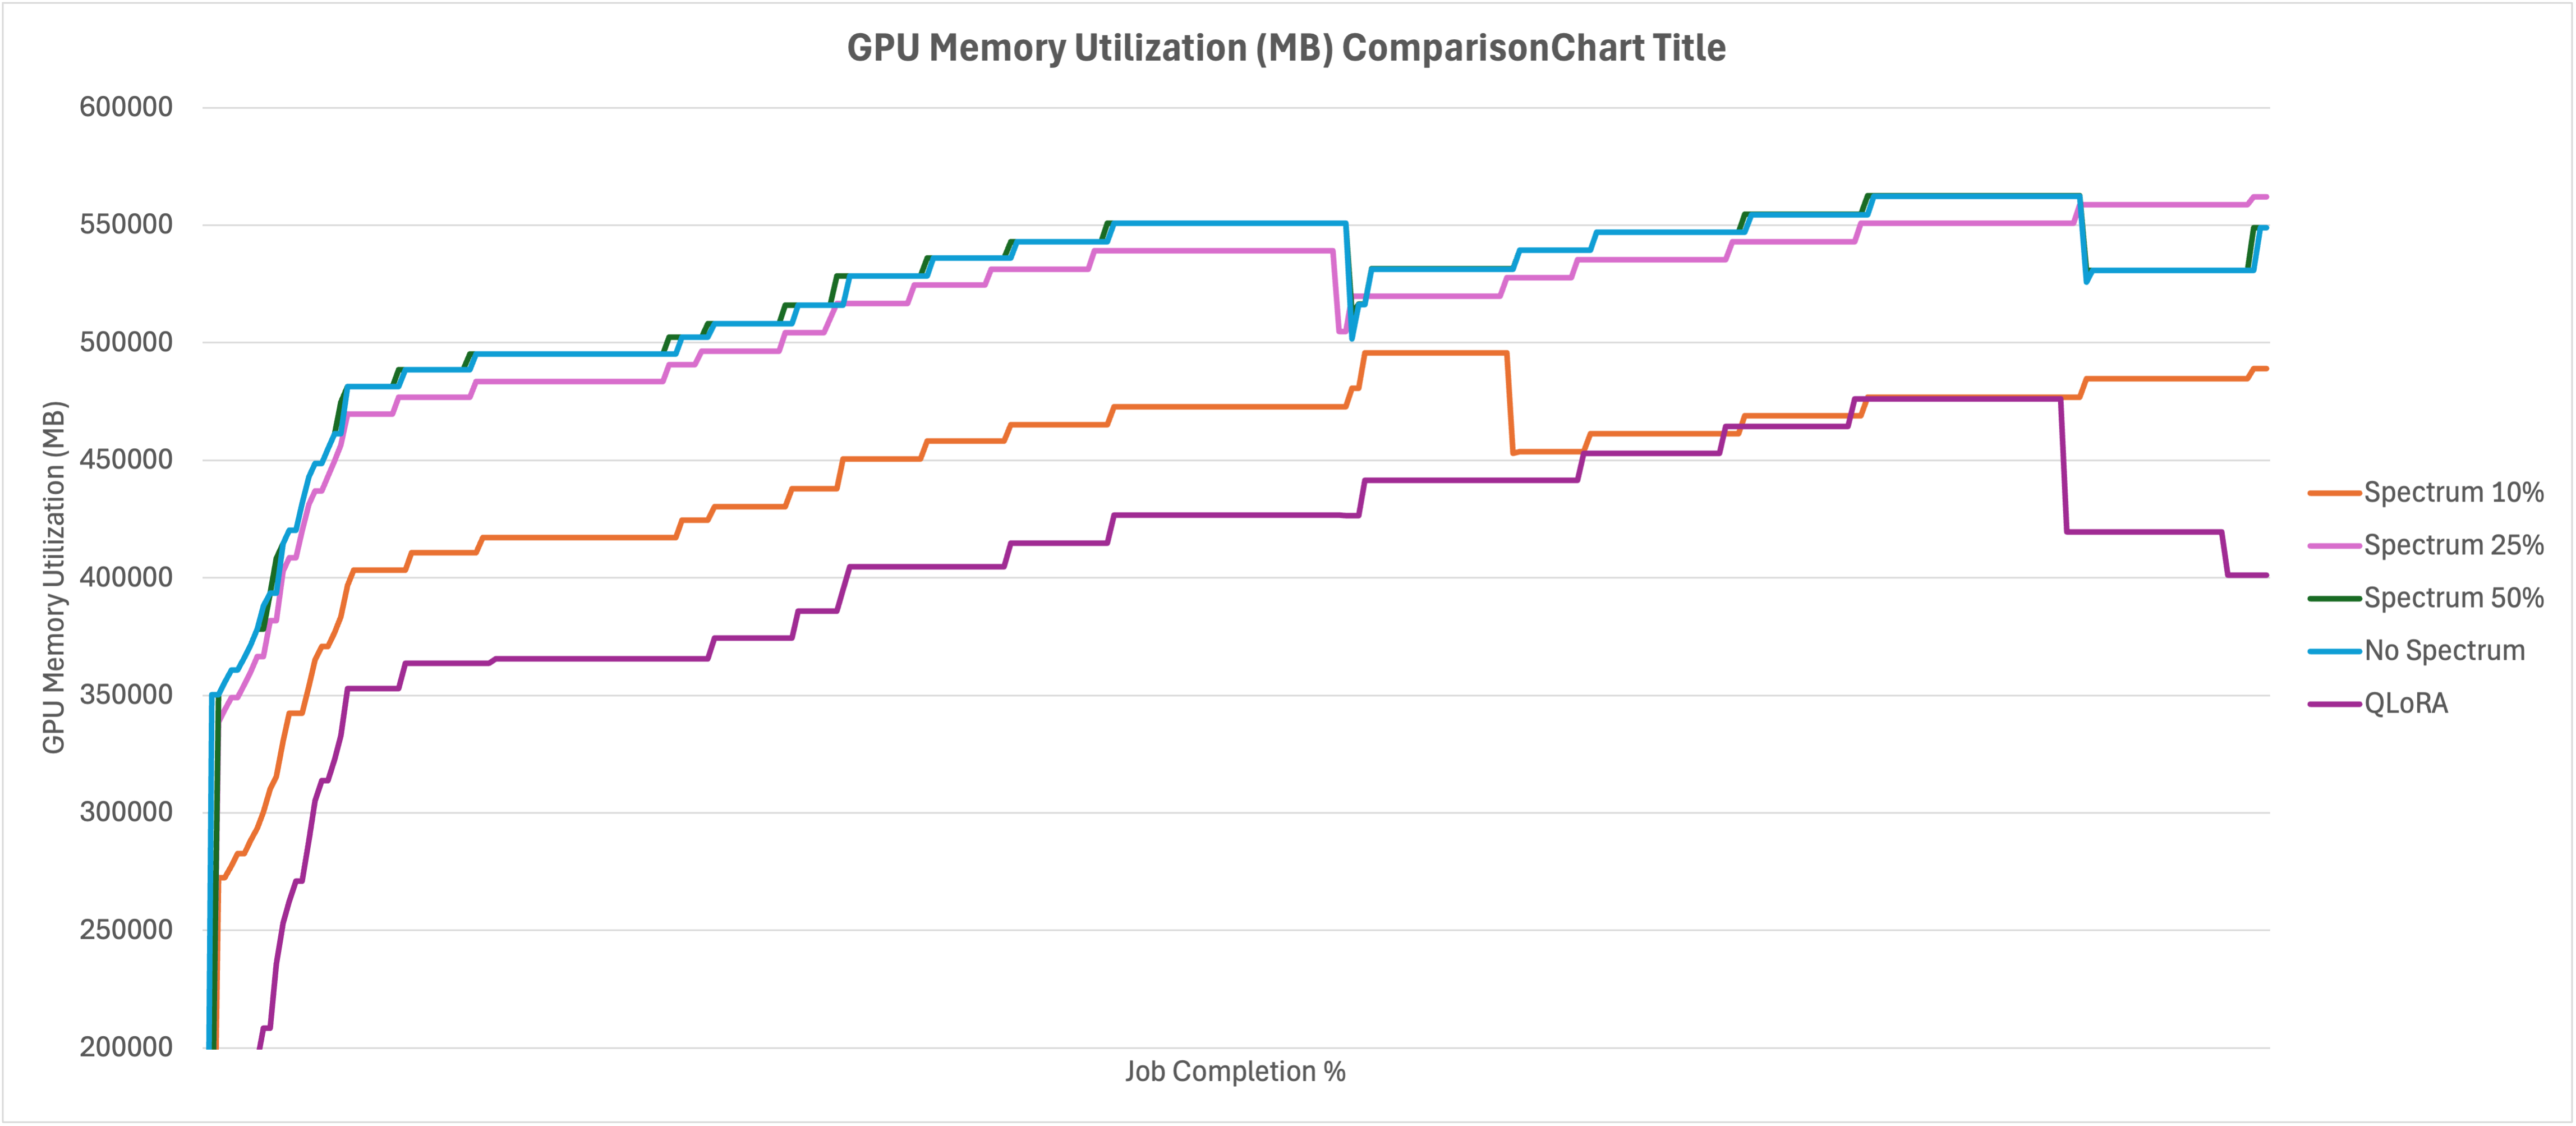 GPU Memory Utilization (MB) ComparisonChart Title
600000
550000
500000
450000
400000
350000
300000
250000
200000
GPU Memory Utilization (MB)
Job Completion %
Spectrum 10%
Spectrum 25%
Spectrum 50%
No Spectrum
QLoRA